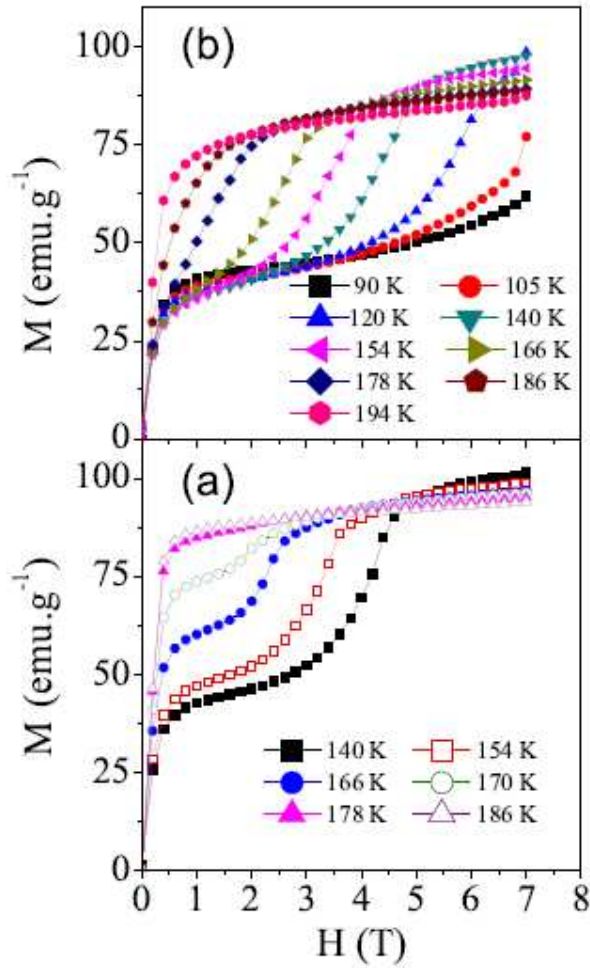 (b)
100
75
50
25
0
M (emu.g⁻¹)
90 K 105 K
120 K 140 K
154 K 166 K
178 K 186 K
194 K
(a)
100
75
50
25
0
M (emu.g⁻¹)
140 K 154 K
166 K 170 K
178 K 186 K
0 1 2 3 4 5 6 7 8
H (T)